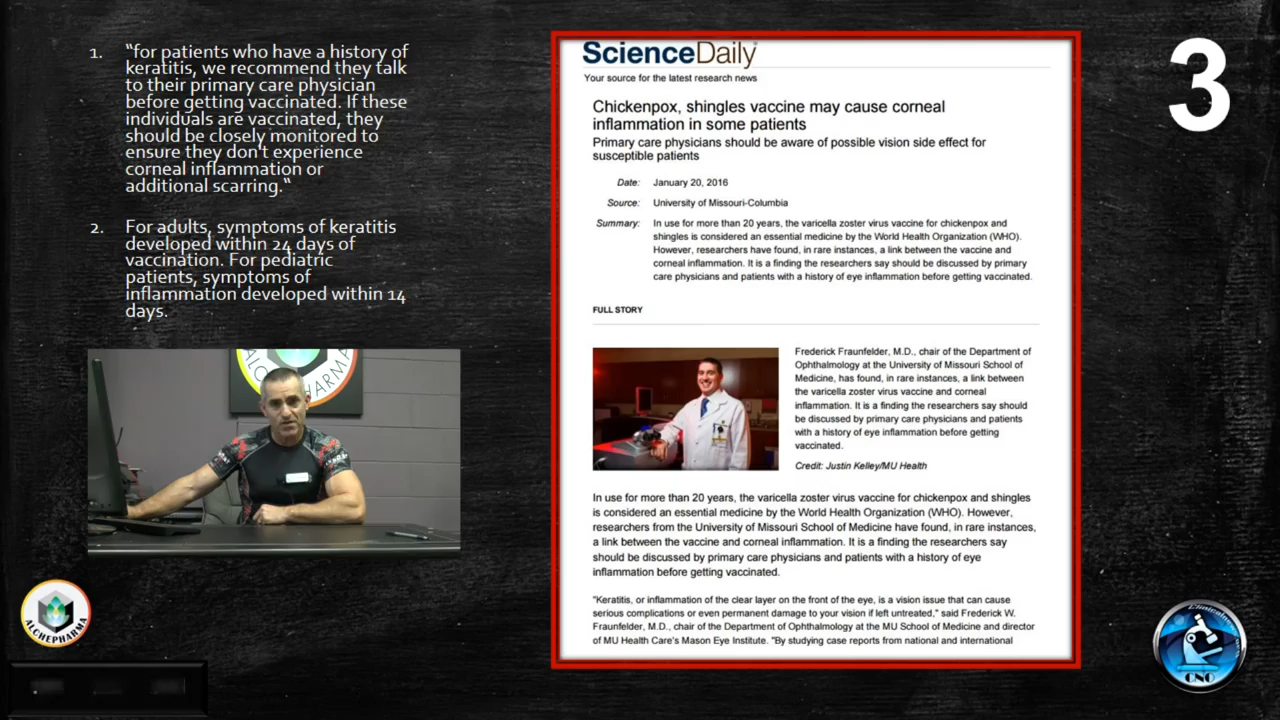 1. “for patients who have a history of
keratitis, we recommend they talk
to their primary care physician
before getting vaccinated. If these
individuals are vaccinated, they
should be closely monitored to
ensure they don't experience
corneal inflammation or
additional scarring.“
2. For adults, symptoms of keratitis
developed within 24 days of
vaccination. For pediatric
patients, symptoms of
inflammation developed within 14
days.
ALCHEPHARMA
ScienceDaily
Your source for the latest research news
Chickenpox, shingles vaccine may cause corneal
inflammation in some patients
Primary care physicians should be aware of possible vision side effect for
susceptible patients
Date: January 20, 2016
Source: University of Missouri-Columbia
Summary: In use for more than 20 years, the varicella zoster virus vaccine for chickenpox and
shingles is considered an essential medicine by the World Health Organization (WHO).
However, researchers have found, in rare instances, a link between the vaccine and
corneal inflammation. It is a finding the researchers say should be discussed by primary
care physicians and patients with a history of eye inflammation before getting vaccinated.
FULL STORY
Frederick Fraunfelder, M.D., chair of the Department of
Ophthalmology at the University of Missouri School of
Medicine, has found, in rare instances, a link between
the varicella zoster virus vaccine and corneal
inflammation. It is a finding the researchers say should
be discussed by primary care physicians and patients
with a history of eye inflammation before getting
vaccinated.
Credit: Justin Kelley/MU Health
In use for more than 20 years, the varicella zoster virus vaccine for chickenpox and shingles
is considered an essential medicine by the World Health Organization (WHO). However,
researchers from the University of Missouri School of Medicine have found, in rare instances,
a link between the vaccine and corneal inflammation. It is a finding the researchers say
should be discussed by primary care physicians and patients with a history of eye
inflammation before getting vaccinated.
"Keratitis, or inflammation of the clear layer on the front of the eye, is a vision issue that can cause
serious complications or even permanent damage to your vision if left untreated," said Frederick W.
Fraunfelder, M.D., chair of the Department of Ophthalmology at the MU School of Medicine and director
of MU Health Care's Mason Eye Institute. "By studying case reports from national and international
3
CNO